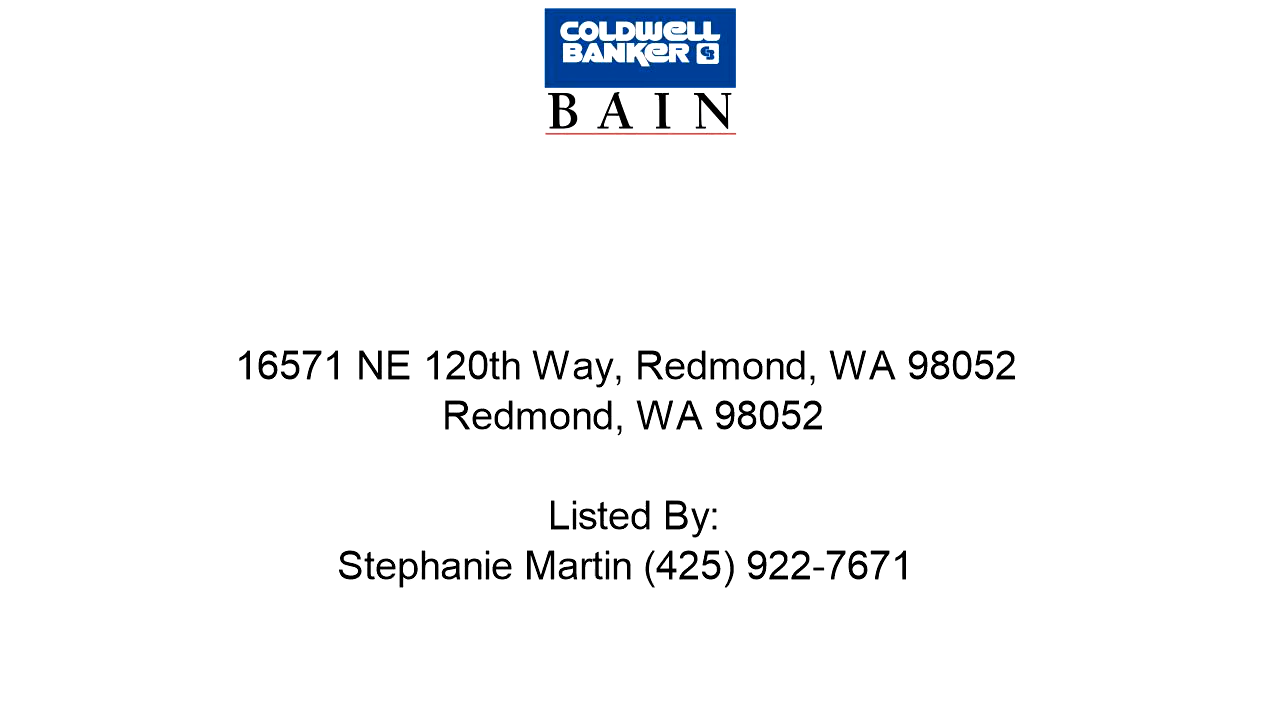 COLDWELL
BANKER CB
BAIN
16571 NE 120th Way, Redmond, WA 98052
Redmond, WA 98052
Listed By:
Stephanie Martin (425) 922-7671